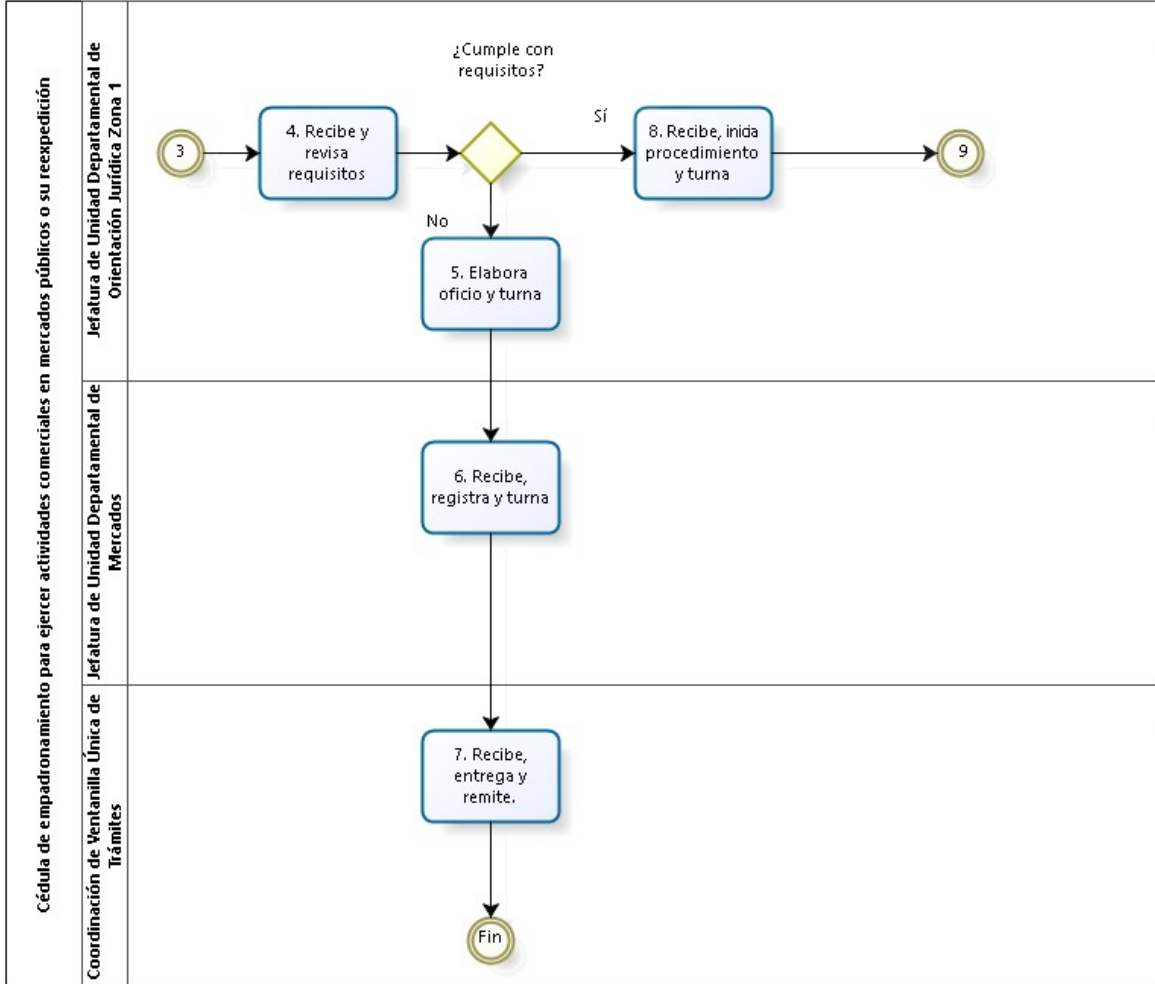 Cédula de empadronamiento para ejercer actividades comerciales en mercados públicos o su reexpedición
Jefatura de Unidad Departamental de
Orientación Jurídica Zona 1
¿Cumple con
requisitos?
3
4. Recibe y
revisa
requisitos
Sí
8. Recibe, inicia
procedimiento
y turna
9
No
5. Elabora
oficio y turna
Jefatura de Unidad Departamental de
Mercados
6. Recibe,
registra y turna
Coordinación de Ventanilla Única de
Trámites
7. Recibe,
entrega y
remite.
Fin